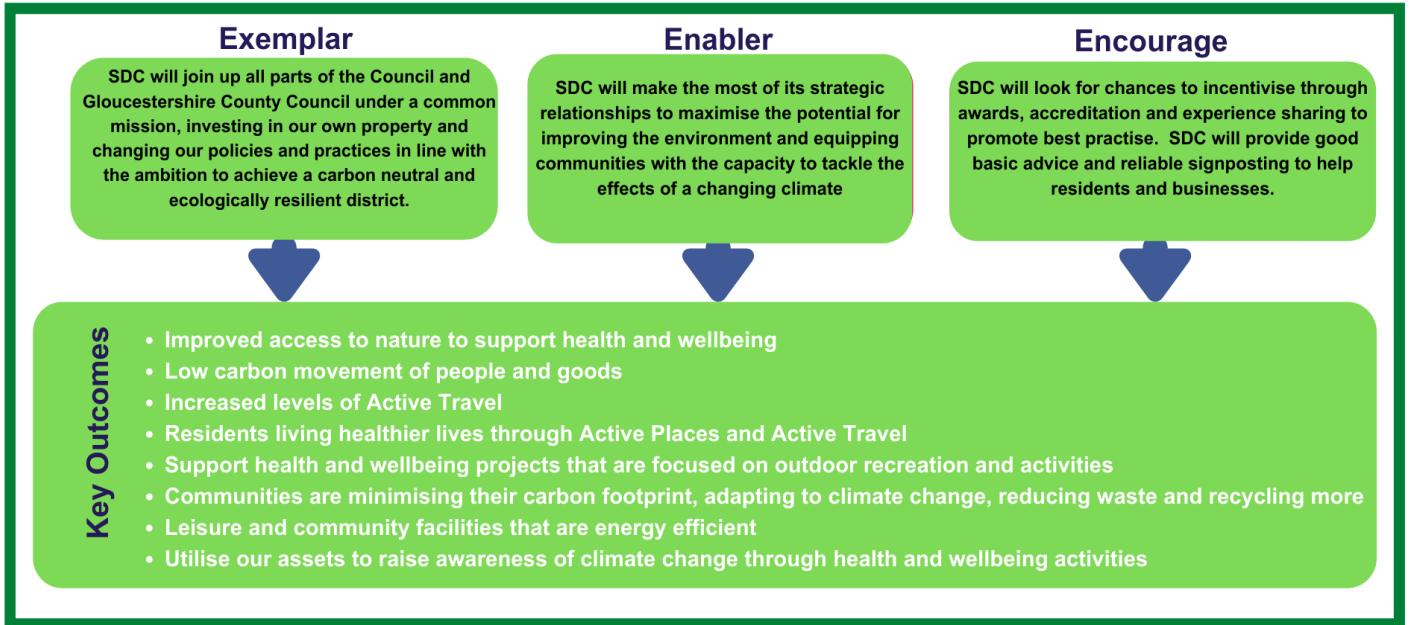 Exemplar
SDC will join up all parts of the Council and
Gloucestershire County Council under a common
mission, investing in our own property and
changing our policies and practices in line with
the ambition to achieve a carbon neutral and
ecologically resilient district.
Enabler
SDC will make the most of its strategic
relationships to maximise the potential for
improving the environment and equipping
communities with the capacity to tackle the
effects of a changing climate
Encourage
SDC will look for chances to incentivise through
awards, accreditation and experience sharing to
promote best practise.  SDC will provide good
basic advice and reliable signposting to help
residents and businesses.
Key Outcomes
• Improved access to nature to support health and wellbeing
• Low carbon movement of people and goods
• Increased levels of Active Travel
• Residents living healthier lives through Active Places and Active Travel
• Support health and wellbeing projects that are focused on outdoor recreation and activities
• Communities are minimising their carbon footprint, adapting to climate change, reducing waste and recycling more
• Leisure and community facilities that are energy efficient
• Utilise our assets to raise awareness of climate change through health and wellbeing activities